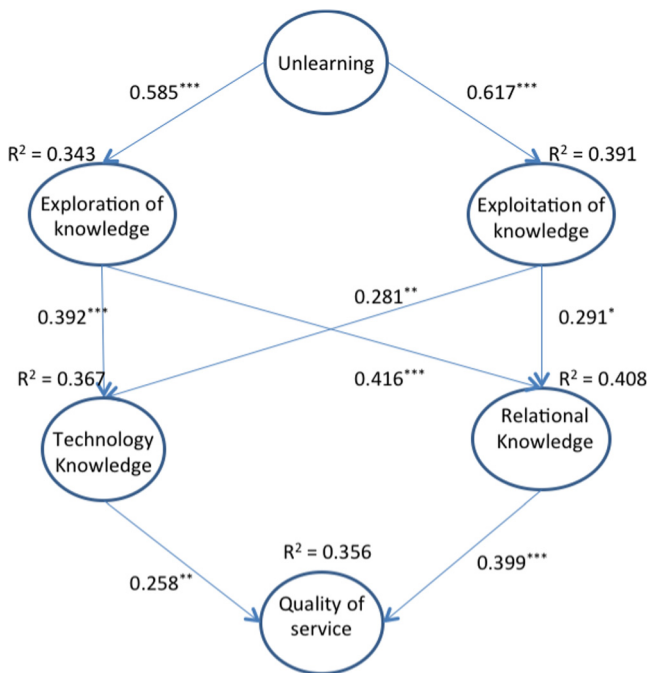 Unlearning
0.585***
0.617***
R² = 0.343
R² = 0.391
Exploration of
knowledge
Exploitation of
knowledge
0.281**
0.392***
0.291*
R² = 0.367
0.416***
R² = 0.408
Technology
Knowledge
Relational
Knowledge
R² = 0.356
0.258**
0.399***
Quality of
service